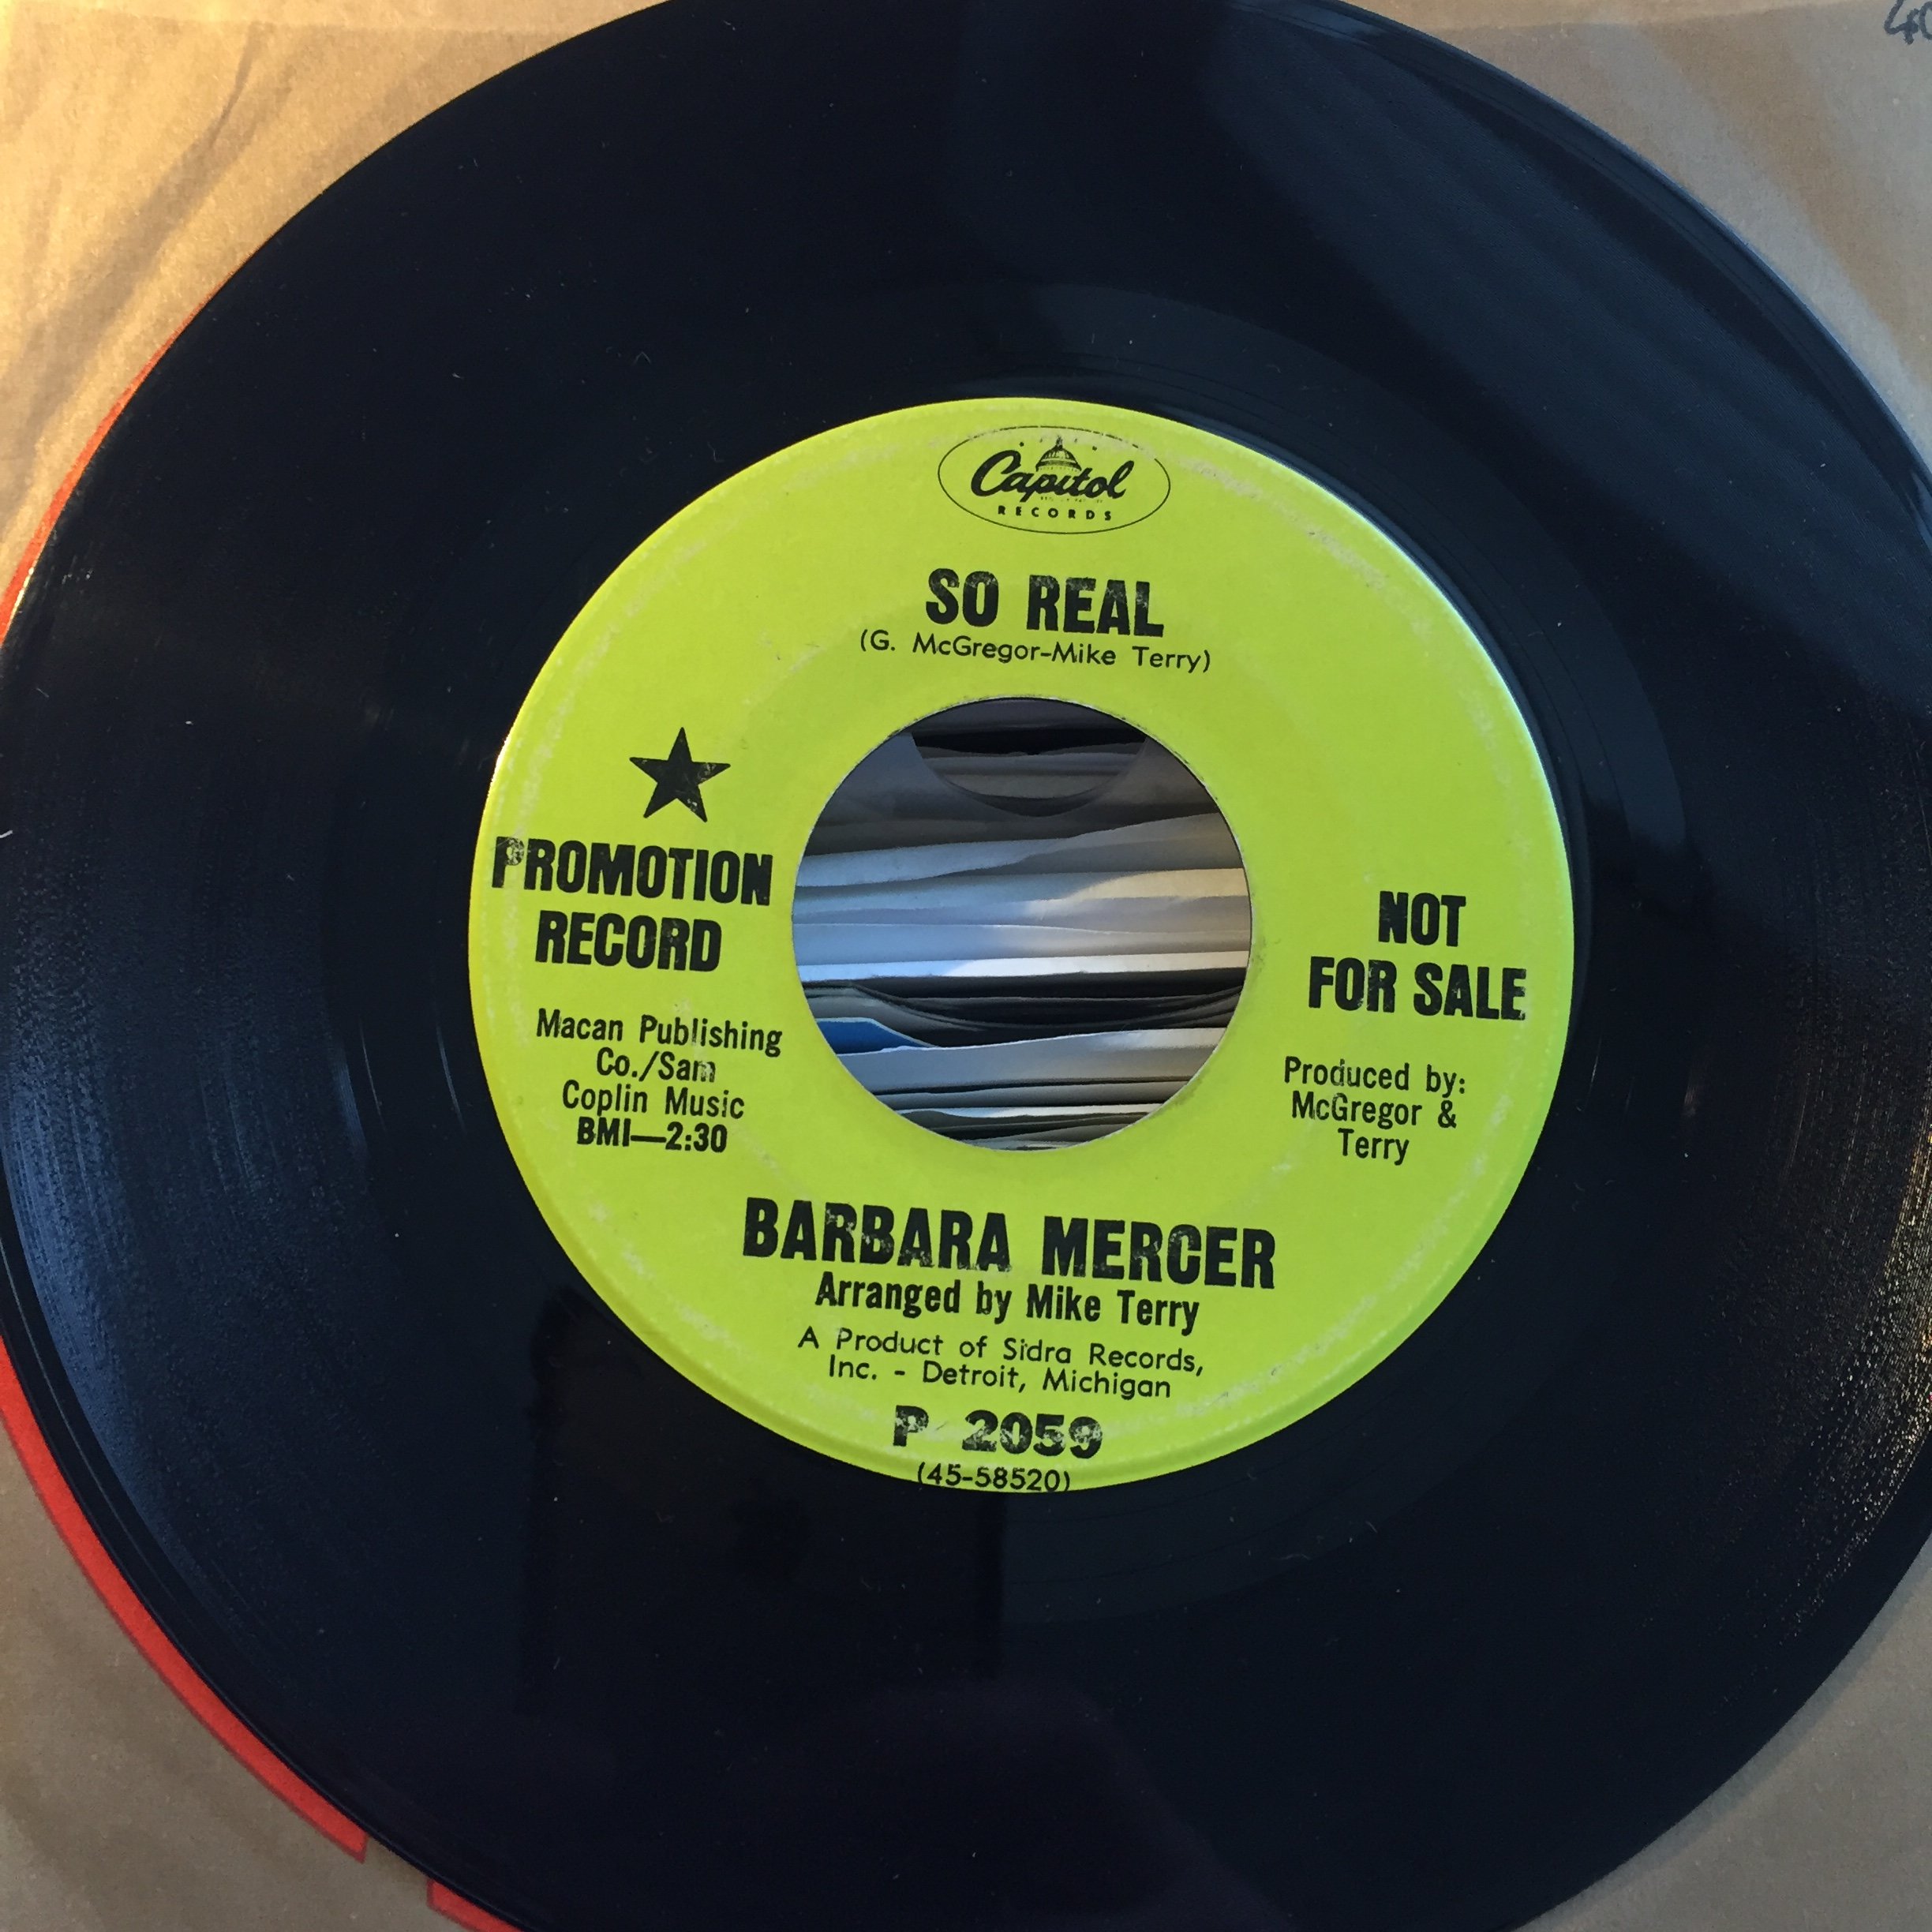 Capitol
RECORDS
SO REAL
(G. McGregor-Mike Terry)
PROMOTION
RECORD
Macan Publishing
Co./Sam
Coplin Music
BMI—2:30
NOT
FOR SALE
Produced by:
McGregor &
Terry
BARBARA MERCER
Arranged by Mike Terry
A Product of Sidra Records,
Inc. - Detroit, Michigan
P 2059
(45-58520)